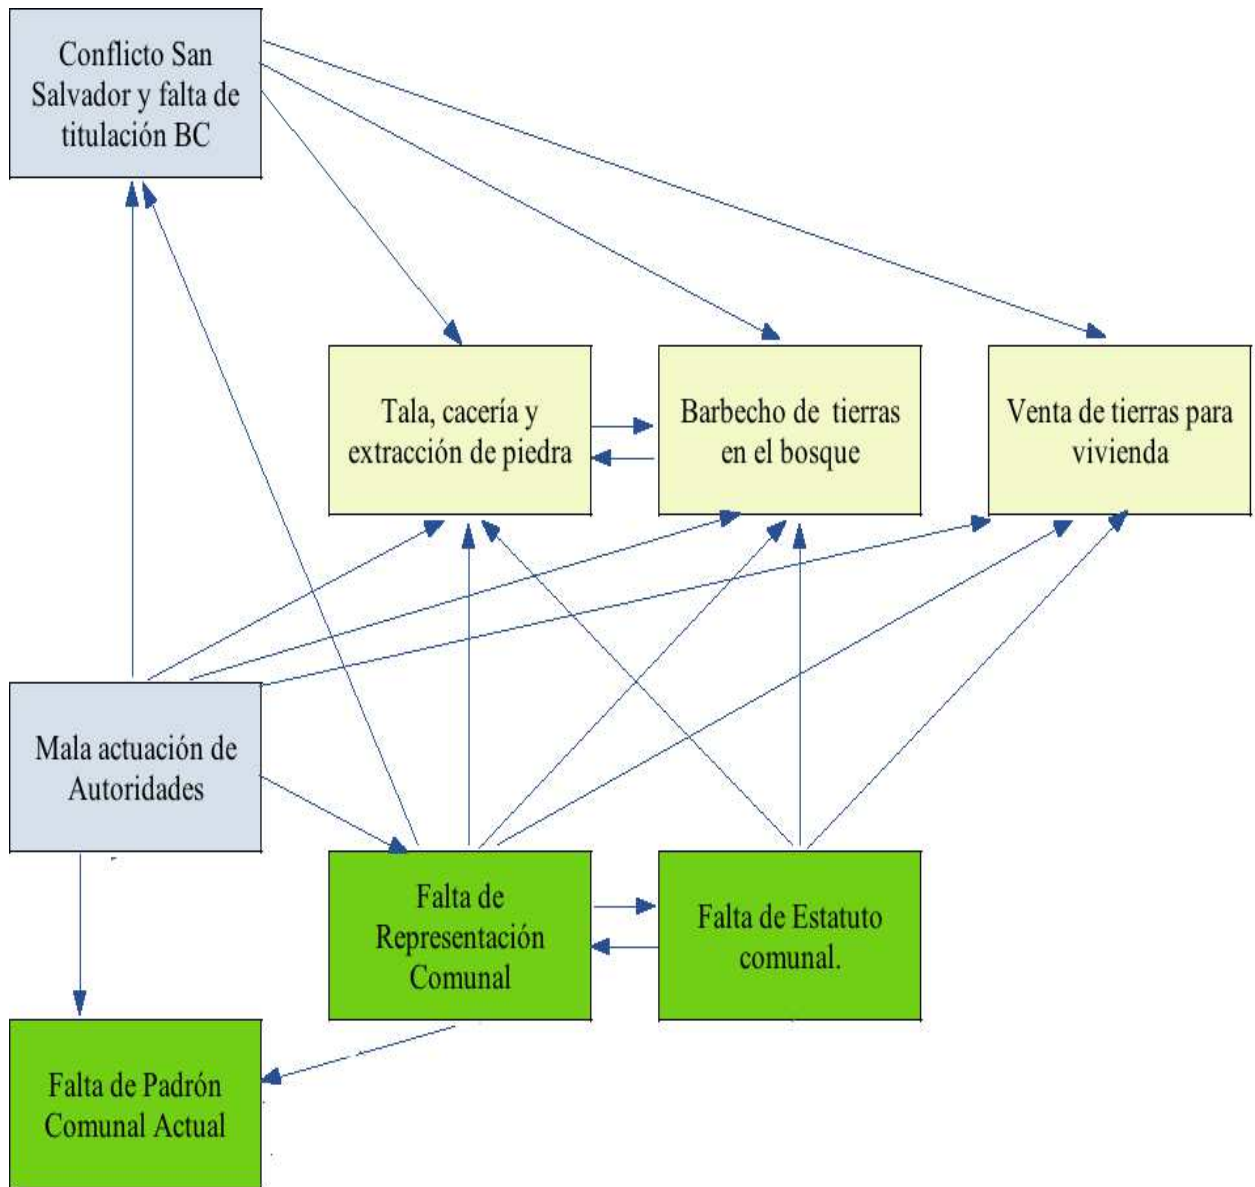 Conflicto San
Salvador y falta de
titulación BC
Tala, cacería y
extracción de piedra
Barbecho de tierras
en el bosque
Venta de tierras para
vivienda
Mala actuación de
Autoridades
Falta de
Representación
Comunal
Falta de Estatuto
comunal.
Falta de Padrón
Comunal Actual